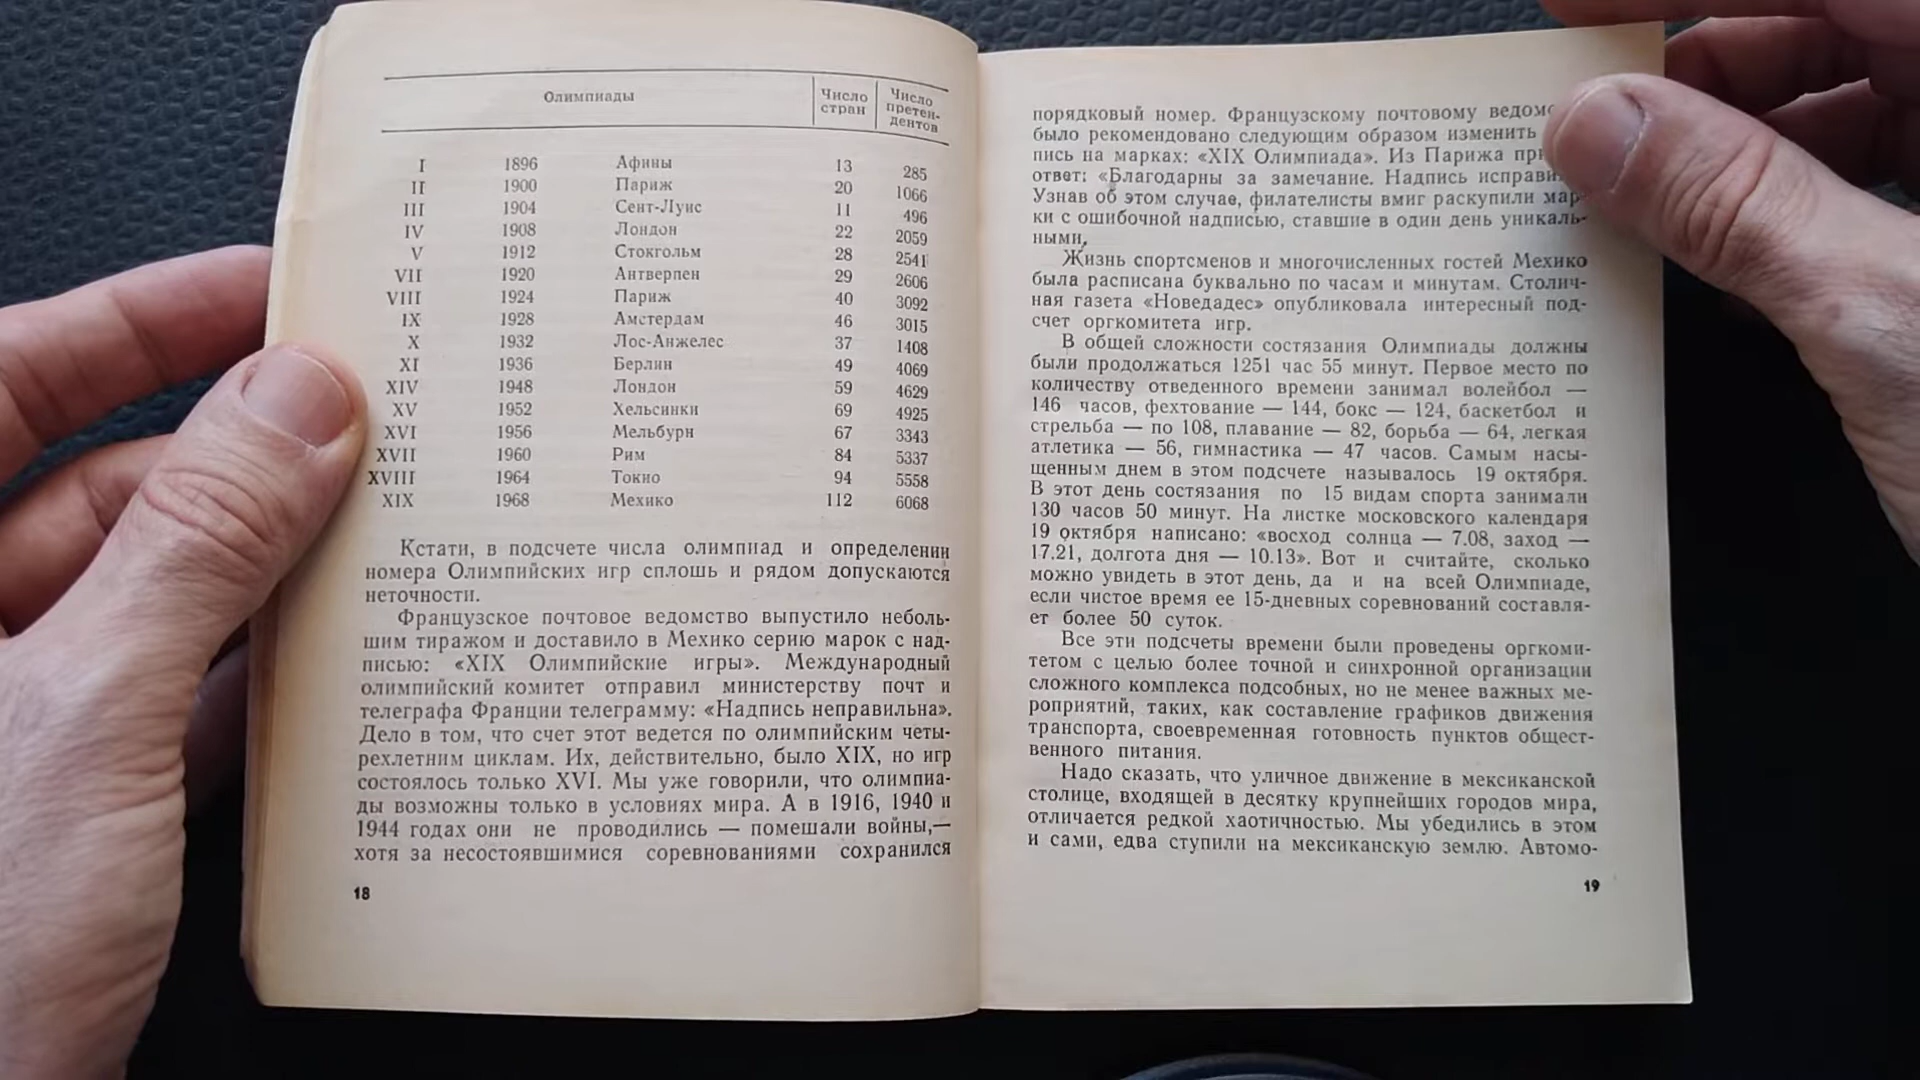 Олимпиады Число стран Число претен-дентов
I 1896 Афины 13 285
II 1900 Париж 20 1066
III 1904 Сент-Луис 11 496
IV 1908 Лондон 22 2059
V 1912 Стокгольм 28 2541
VII 1920 Антверпен 29 2606
VIII 1924 Париж 40 3092
IX 1928 Амстердам 46 3015
X 1932 Лос-Анжелес 37 1408
XI 1936 Берлин 49 4069
XIV 1948 Лондон 59 4629
XV 1952 Хельсинки 69 4925
XVI 1956 Мельбурн 67 3343
XVII 1960 Рим 84 5337
XVIII 1964 Токио 94 5558
XIX 1968 Мехико 112 6068
Кстати, в подсчете числа олимпиад и определении
номера Олимпийских игр сплошь и рядом допускаются
неточности.
Французское почтовое ведомство выпустило неболь-
шим тиражом и доставило в Мехико серию марок с над-
писью: «XIX Олимпийские игры». Международный
олимпийский комитет отправил министерству почт и
телеграфа Франции телеграмму: «Надпись неправильна».
Дело в том, что счет этот ведется по олимпийским четы-
рехлетним циклам. Их, действительно, было XIX, но игр
состоялось только XVI. Мы уже говорили, что олимпиа-
ды возможны только в условиях мира. А в 1916, 1940 и
1944 годах они не проводились — помешали войны,—
хотя за несостоявшимися соревнованиями сохранился
18
порядковый номер. Французскому почтовому
было рекомендовано следующим образом изменить
пись на марках: «XIX Олимпиада». Из Парижа
ответ: «Благодарны за замечание. Надпись
Узнав об этом случае, филателисты вмиг раскупили мар-
ки с ошибочной надписью, ставшие в один день уникаль-
ными.
Жизнь спортсменов и многочисленных гостей Мехико
была расписана буквально по часам и минутам. Столич-
ная газета «Новедадес» опубликовала интересный под-
счет оргкомитета игр.
В общей сложности состязания Олимпиады должны
были продолжаться 1251 час 55 минут. Первое место по
количеству отведенного времени занимал волейбол —
146 часов, фехтование — 144, бокс — 124, баскетбол и
стрельба — по 108, плавание — 82, борьба — 64, легкая
атлетика — 56, гимнастика — 47 часов. Самым насы-
щенным днем в этом подсчете называлось 19 октября.
В этот день состязания по 15 видам спорта занимали
130 часов 50 минут. На листке московского календаря
19 октября написано: «восход солнца — 7.08, заход —
17.21, долгота дня — 10.13». Вот и считайте, сколько
можно увидеть в этот день, да и на всей Олимпиаде,
если чистое время ее 15-дневных соревнований составля-
ет более 50 суток.
Все эти подсчеты времени были проведены оргкоми-
тетом с целью более точной и синхронной организации
сложного комплекса подсобных, но не менее важных ме-
роприятий, таких, как составление графиков движения
транспорта, своевременная готовность пунктов общест-
венного питания.
Надо сказать, что уличное движение в мексиканской
столице, входящей в десятку крупнейших городов мира,
отличается редкой хаотичностью. Мы убедились в этом
и сами, едва ступили на мексиканскую землю. Автомо-
19